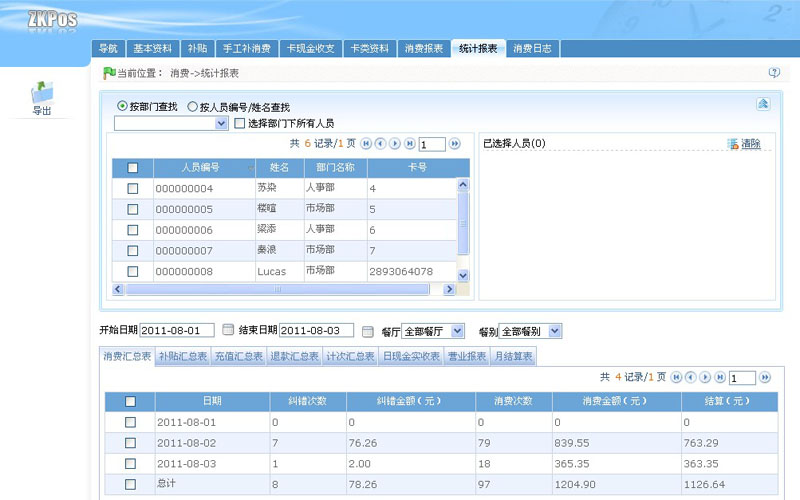 ZKPos
导航 基本资料 补贴 手工补消费 卡现金收支 卡类资料 消费报表 统计报表 消费日志
当前位置： 消费->统计报表
导出
按部门查找 按人员编号/姓名查找
选择部门下所有人员
共 6 记录/1 页 1
已选择人员(0) 清除
人员编号 姓名 部门名称 卡号
000000004 苏染 人事部 4
000000005 楼暄 市场部 5
000000006 梁添 人事部 6
000000007 秦浪 市场部 7
000000008 Lucas 市场部 2893064078
开始日期 2011-08-01 结束日期 2011-08-03 餐厅 全部餐厅 餐别 全部餐别
消费汇总表 补贴汇总表 充值汇总表 退款汇总表 计次汇总表 日现金实收表 营业报表 月结算表
共 4 记录/1 页 1
日期 纠错次数 纠错金额（元） 消费次数 消费金额（元） 结算（元）
2011-08-01 0 0 0 0 0
2011-08-02 7 76.26 79 839.55 763.29
2011-08-03 1 2.00 18 365.35 363.35
总计 8 78.26 97 1204.90 1126.64